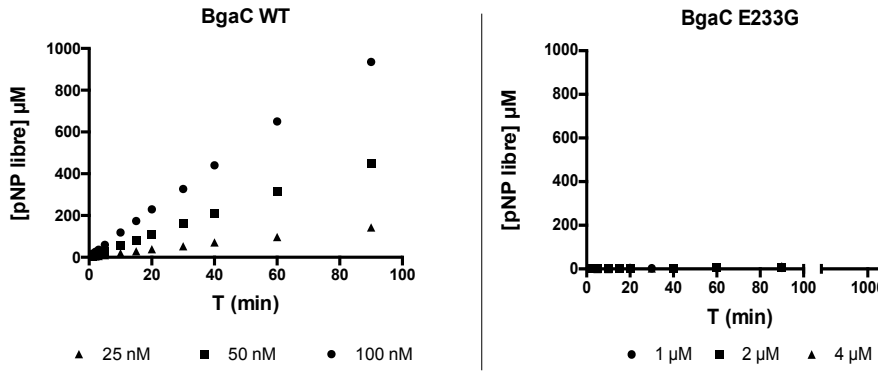 BgaC WT
[pNP libre] µM
1000
800
600
400
200
0
0 20 40 60 80 100
T (min)
▲ 25 nM ■ 50 nM ● 100 nM
BgaC E233G
[pNP libre] µM
1000
800
600
400
200
0
0 20 40 60 80 100 1000
T (min)
● 1 µM ■ 2 µM ▲ 4 µM